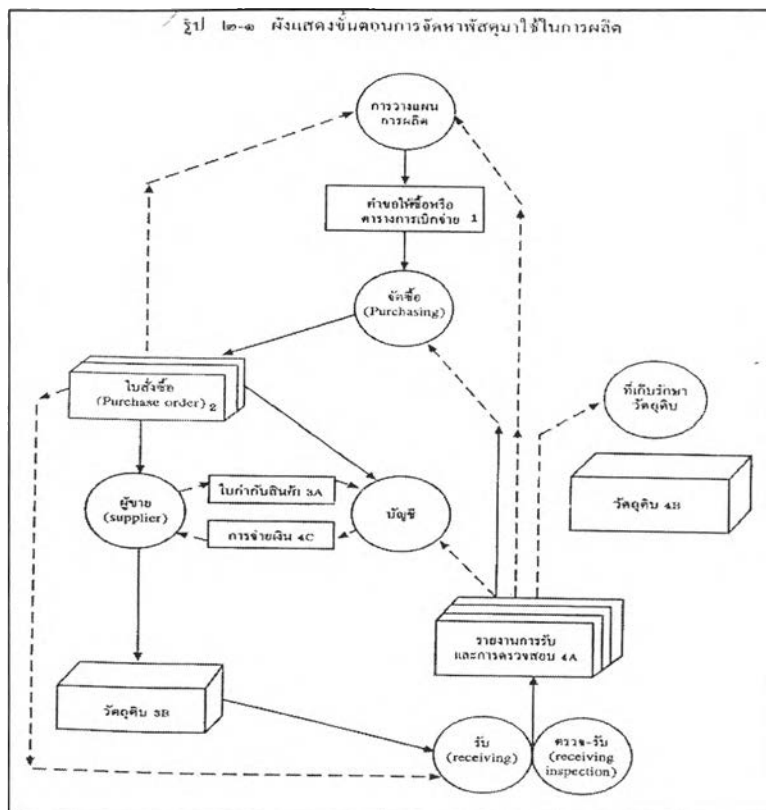 รูป ๒-๑ ผังแสดงขั้นตอนการจัดหาพัสดุมาใช้ในการผลิต
การวางแผน
การผลิต
คำขอให้ซื้อหรือ
ตารางการเบิกจ่าย 1
จัดซื้อ
(Purchasing)
ใบสั่งซื้อ
(Purchase order) 2
ที่เก็บรักษา
วัตถุดิบ
ผู้ขาย
(supplier)
ใบกำกับสินค้า 3A
การจ่ายเงิน 4C
บัญชี
วัตถุดิบ 4B
รายงานการรับ
และการตรวจสอบ 4A
วัตถุดิบ 3B
รับ
(receiving)
ตรวจ-รับ
(receiving
inspection)